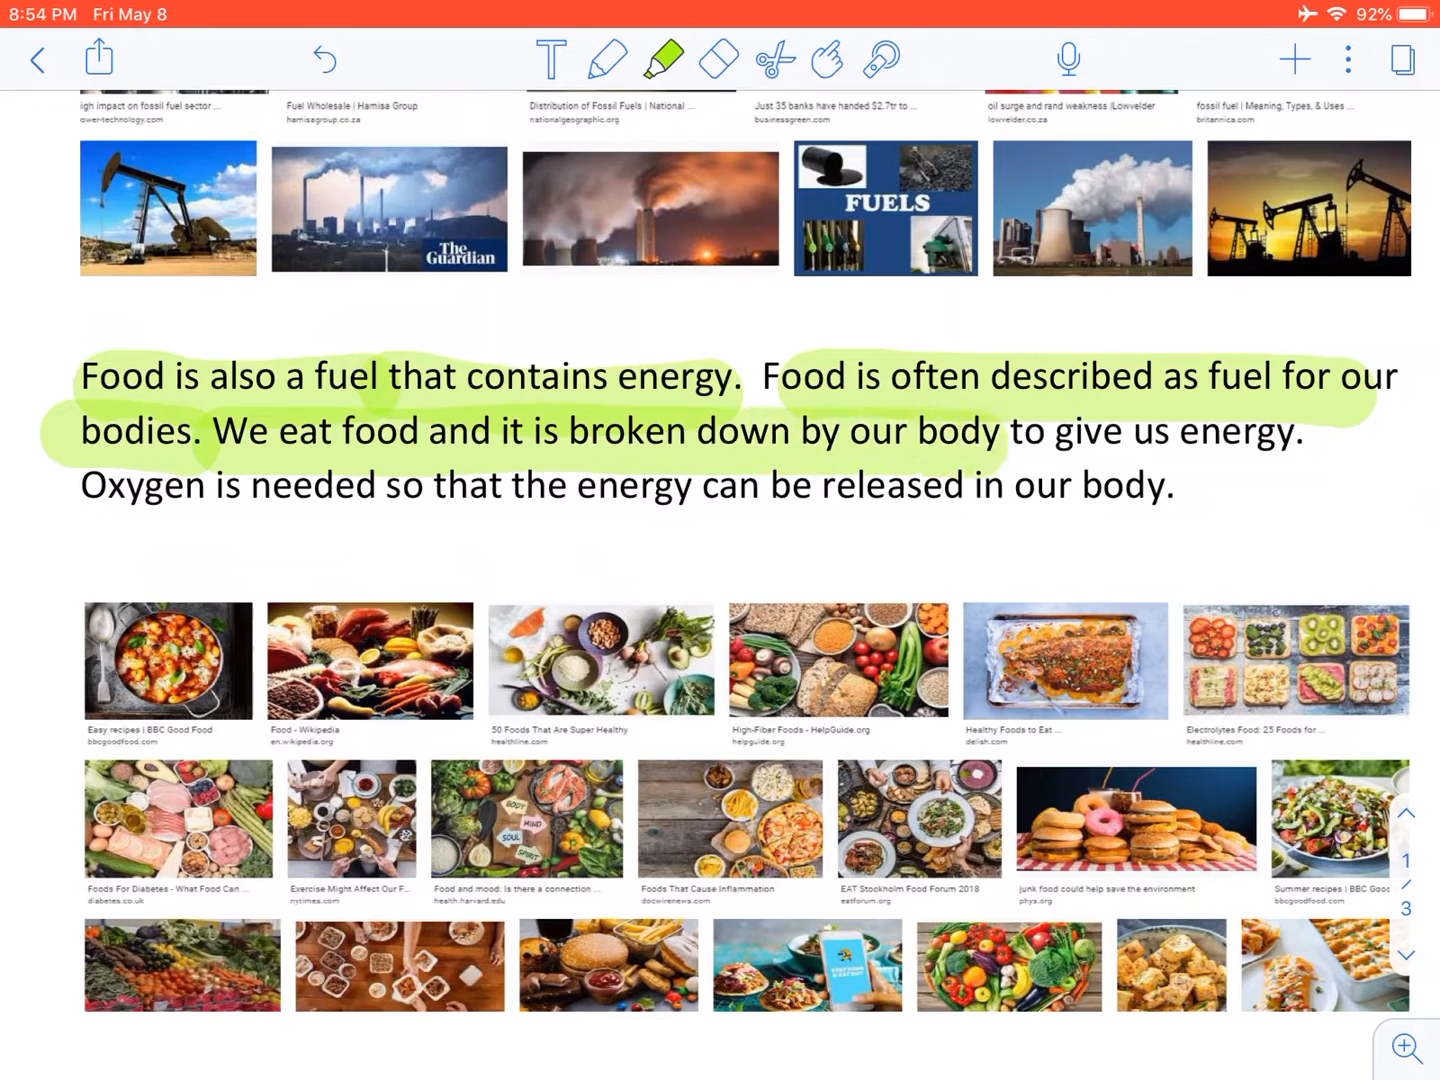 8:54 PM Fri May 8
92%
igh impact on fossil fuel sector ...
ower-technology.com
Fuel Wholesale | Hamisa Group
hamisagroup.co.za
Distribution of Fossil Fuels | National ...
nationalgeographic.org
Just 35 banks have handed $2.7tr to ...
businessgreen.com
oil surge and rand weakness |Lowvelder
lowvelder.co.za
fossil fuel | Meaning, Types, & Uses ...
britannica.com
The
Guardian
FUELS
Food is also a fuel that contains energy. Food is often described as fuel for our
bodies. We eat food and it is broken down by our body to give us energy.
Oxygen is needed so that the energy can be released in our body.
Easy recipes | BBC Good Food
bbcgoodfood.com
Food - Wikipedia
en.wikipedia.org
50 Foods That Are Super Healthy
healthline.com
High-Fiber Foods - HelpGuide.org
helpguide.org
Healthy Foods to Eat ...
delish.com
Electrolytes Food: 25 Foods for ...
healthline.com
BODY
MIND
SOUL
SPIRIT
Foods For Diabetes - What Food Can ...
diabetes.co.uk
Exercise Might Affect Our F...
nytimes.com
Food and mood: Is there a connection ...
health.harvard.edu
Foods That Cause Inflammation
docwirenews.com
EAT Stockholm Food Forum 2018
eatforum.org
junk food could help save the environment
phys.org
Summer recipes | BBC Good
bbcgoodfood.com
1
/
3